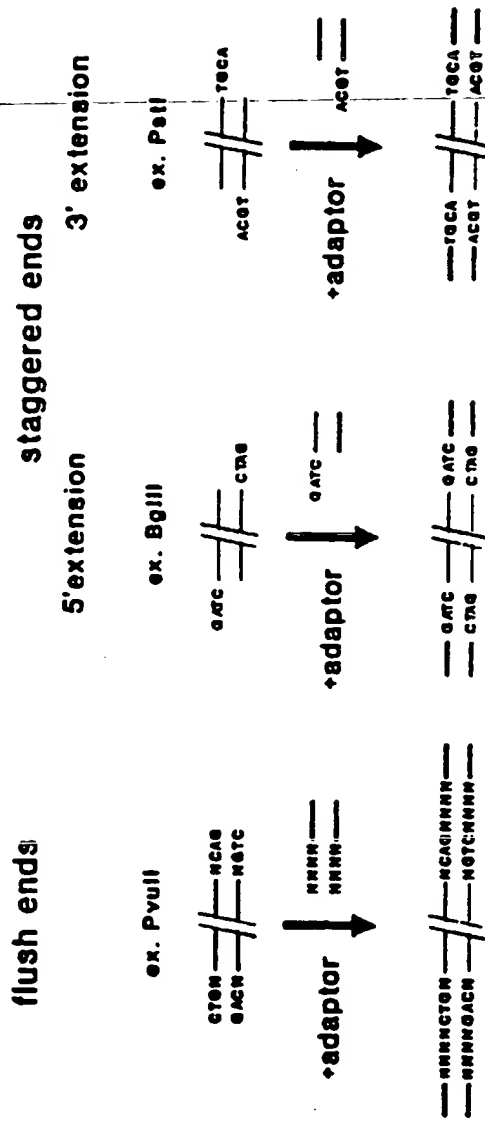 flush ends
ex. PvuII
CTGN NCAG
GACN NGTC
+adaptor
NNNN
NNNN
NNNNCTGN NCAGNNNN
NNNNGACN NGTCNNNN
staggered ends
5'extension
ex. BglII
GATC
CTAG
+adaptor
GATC
GATC GATC
CTAG CTAG
3' extension
ex. PstI
TGCA
ACGT
+adaptor
ACGT
TGCA TGCA
ACGT ACGT